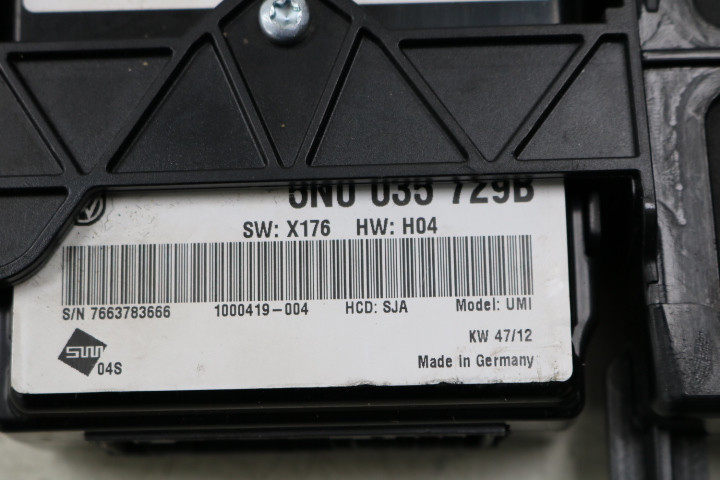 5N0 035 729B
SW: X176 HW: H04
S/N 7663783666 1000419-004 HCD: SJA Model: UMI
KW 47/12
SW 04S
Made in Germany